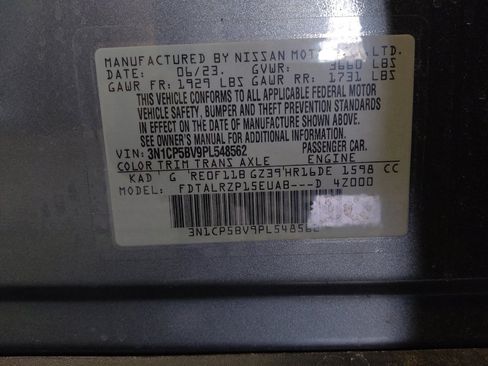 MANUFACTURED BY NISSAN MOTOR CO., LTD.
DATE: 06/23. GVWR: 3660 LBS
GAWR FR: 1929 LBS GAWR RR: 1731 LBS
THIS VEHICLE CONFORMS TO ALL APPLICABLE FEDERAL MOTOR
VEHICLE SAFETY, BUMPER AND THEFT PREVENTION STANDARDS
IN EFFECT ON THE DATE OF MANUFACTURE SHOWN ABOVE.
SEE OWNER'S MANUAL FOR ADDITIONAL INFORMATION.
VIN: 3N1CP5BV9PL548562 PASSENGER CAR.
COLOR TRIM TRANS AXLE ENGINE
KAD G RE0F11B GZ39 HR16DE 1598 CC
MODEL: FDTALRZP15EUAB---D 4Z000
3N1CP5BV9PL548562